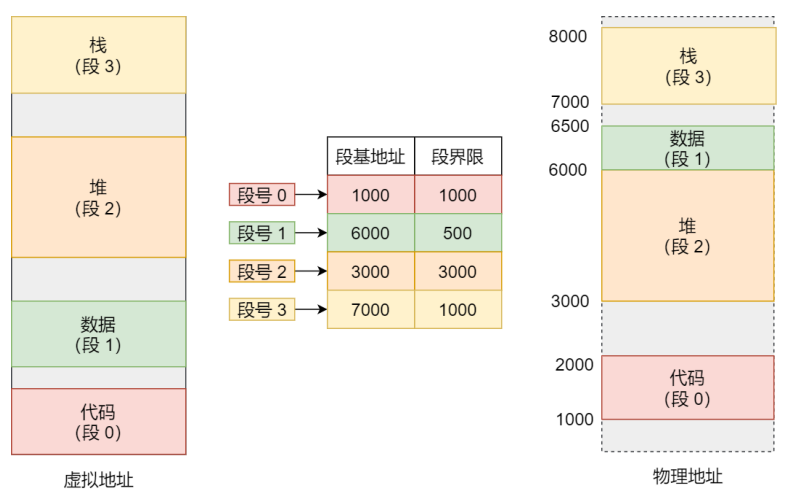 栈
（段 3）
堆
（段 2）
数据
（段 1）
代码
（段 0）
虚拟地址
段基地址 段界限
段号 0 1000 1000
段号 1 6000 500
段号 2 3000 3000
段号 3 7000 1000
8000
栈
（段 3）
7000
6500
数据
（段 1）
6000
堆
（段 2）
3000
2000
代码
（段 0）
1000
物理地址